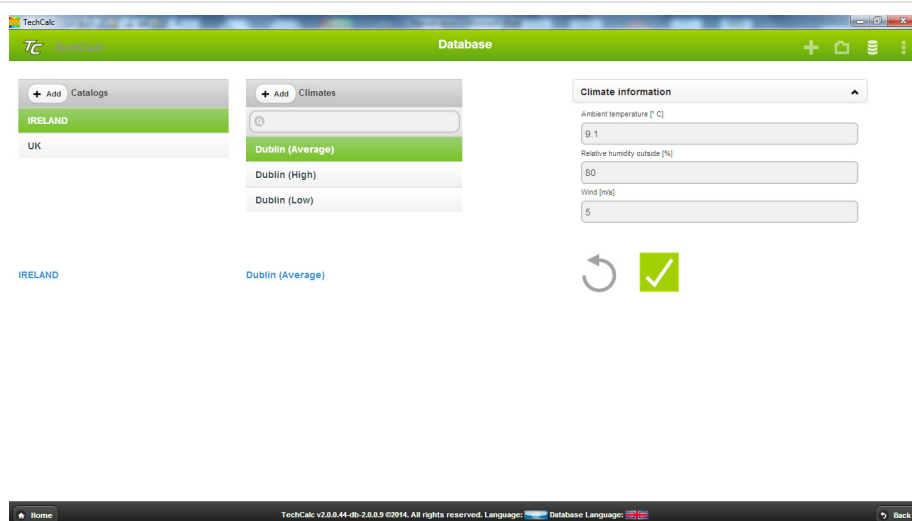 TechCalc
TC
Database
+ Add Catalogs
IRELAND
UK
+ Add Climates
Dublin (Average)
Dublin (High)
Dublin (Low)
Climate information
Ambient temperature [° C]
9.1
Relative humidity outside [%]
80
Wind [m/s]
5
IRELAND
Dublin (Average)
Home
TechCalc v2.0.0.44-db-2.0.0.9 ©2014. All rights reserved. Language: Database Language:
Back